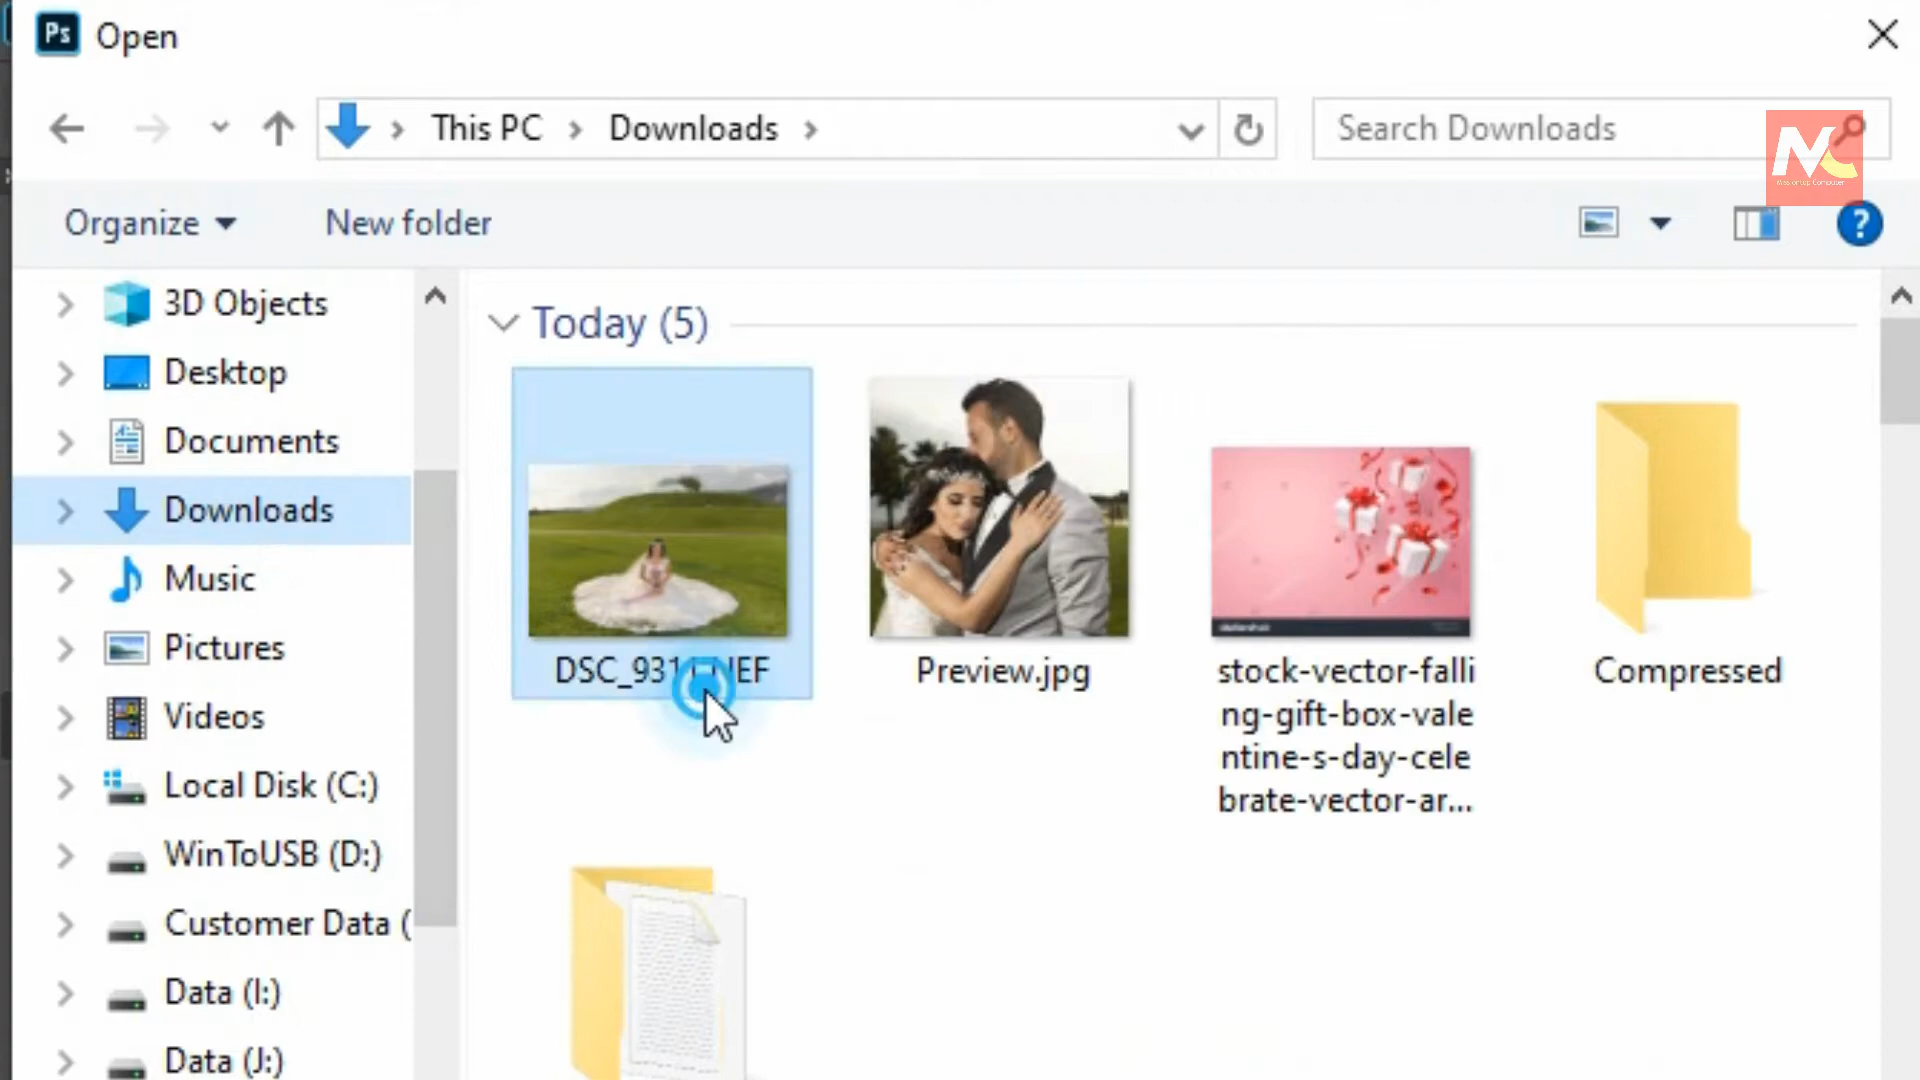 Ps Open
This PC Downloads
Search Downloads
MC
Organize
New folder
?
3D Objects
Desktop
Documents
Downloads
Music
Pictures
Videos
Local Disk (C:)
WinToUSB (D:)
Customer Data (
Data (I:)
Data (J:)
Today (5)
Preview.jpg
stock-vector-falli
ng-gift-box-vale
ntine-s-day-cele
brate-vector-ar...
Compressed